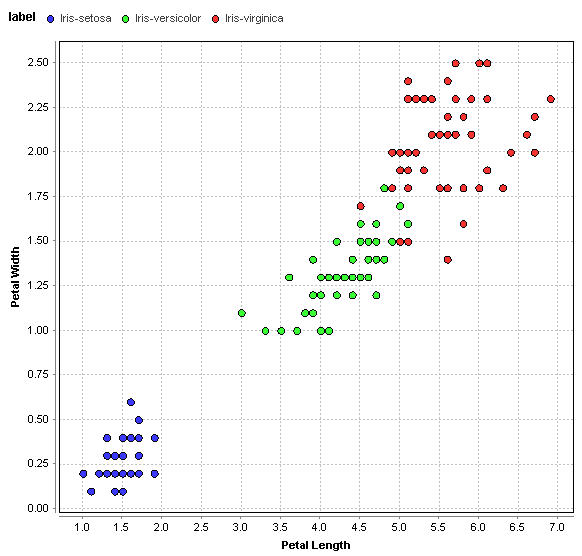 label Iris-setosa Iris-versicolor Iris-virginica
2.50
2.25
2.00
1.75
1.50
1.25
1.00
0.75
0.50
0.25
0.00
Petal Width
1.0 1.5 2.0 2.5 3.0 3.5 4.0 4.5 5.0 5.5 6.0 6.5 7.0
Petal Length